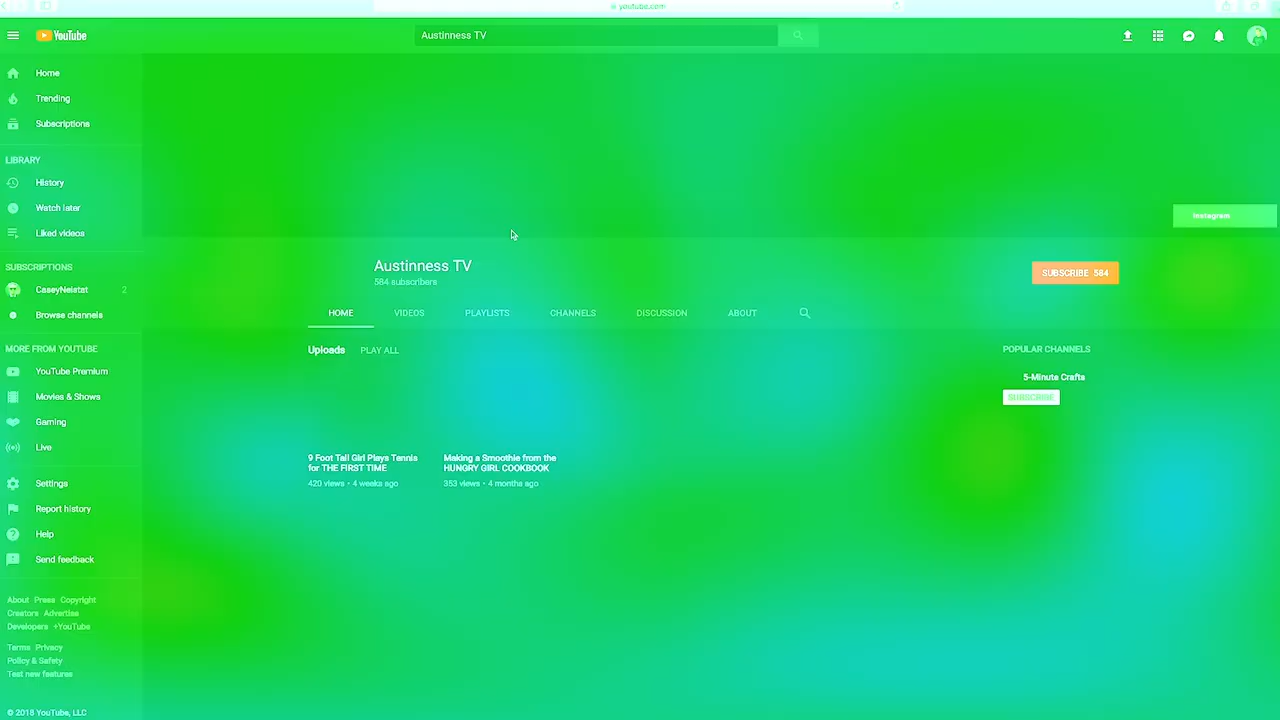 youtube.com
YouTube
Austinness TV
Home
Trending
Subscriptions
LIBRARY
History
Watch later
Liked videos
SUBSCRIPTIONS
CaseyNeistat 2
Browse channels
MORE FROM YOUTUBE
YouTube Premium
Movies & Shows
Gaming
Live
Settings
Report history
Help
Send feedback
About Press Copyright
Creators Advertise
Developers +YouTube
Terms Privacy
Policy & Safety
Test new features
© 2018 YouTube, LLC
Instagram
Austinness TV
584 subscribers
SUBSCRIBE 584
HOME VIDEOS PLAYLISTS CHANNELS DISCUSSION ABOUT
Uploads PLAY ALL
9 Foot Tall Girl Plays Tennis
for THE FIRST TIME
420 views • 4 weeks ago
Making a Smoothie from the
HUNGRY GIRL COOKBOOK
353 views • 4 months ago
POPULAR CHANNELS
5-Minute Crafts
SUBSCRIBE